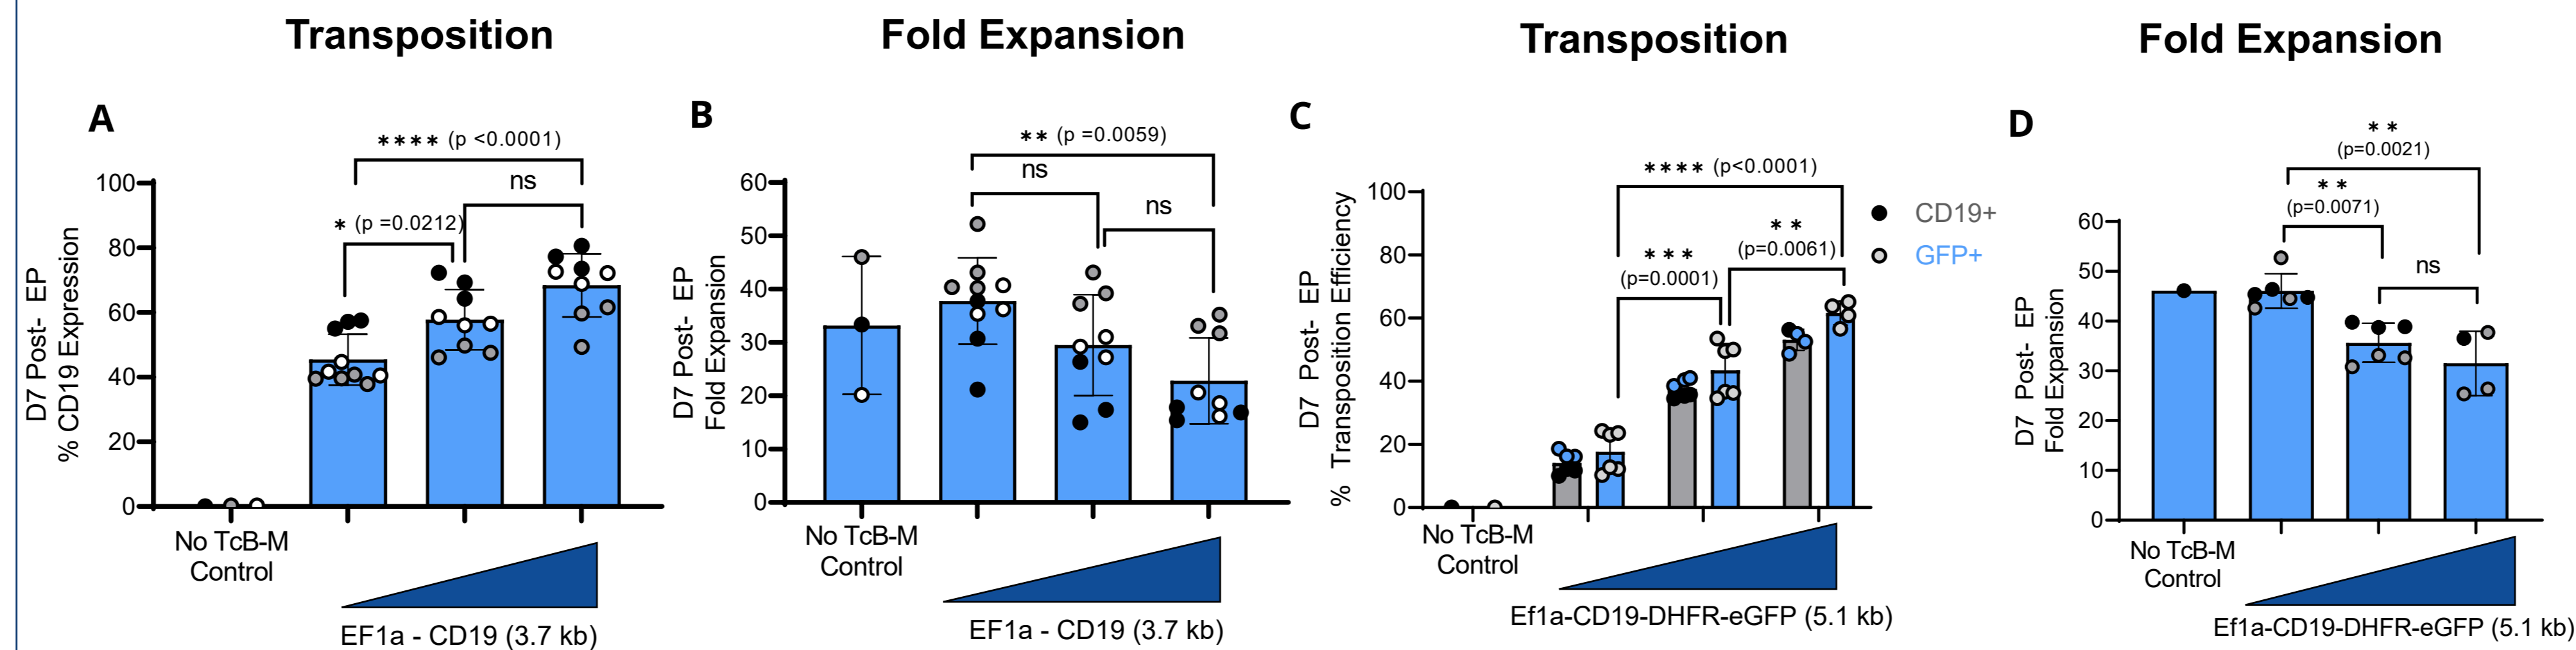 Transposition
A
**** (p <0.0001)
ns
* (p =0.0212)
D7 Post- EP
% CD19 Expression
100
80
60
40
20
0
No TcB-M
Control
EF1a - CD19 (3.7 kb)
Fold Expansion
B
** (p =0.0059)
ns
ns
D7 Post- EP
Fold Expansion
60
50
40
30
20
10
0
No TcB-M
Control
EF1a - CD19 (3.7 kb)
Transposition
C
**** (p<0.0001)
**
(p=0.0061)
***
(p=0.0001)
CD19+
GFP+
D7 Post- EP
% Transposition Efficiency
100
80
60
40
20
0
No TcB-M
Control
Ef1a-CD19-DHFR-eGFP (5.1 kb)
Fold Expansion
D
**
(p=0.0021)
**
(p=0.0071)
ns
D7 Post- EP
Fold Expansion
60
50
40
30
20
10
0
No TcB-M
Control
Ef1a-CD19-DHFR-eGFP (5.1 kb)